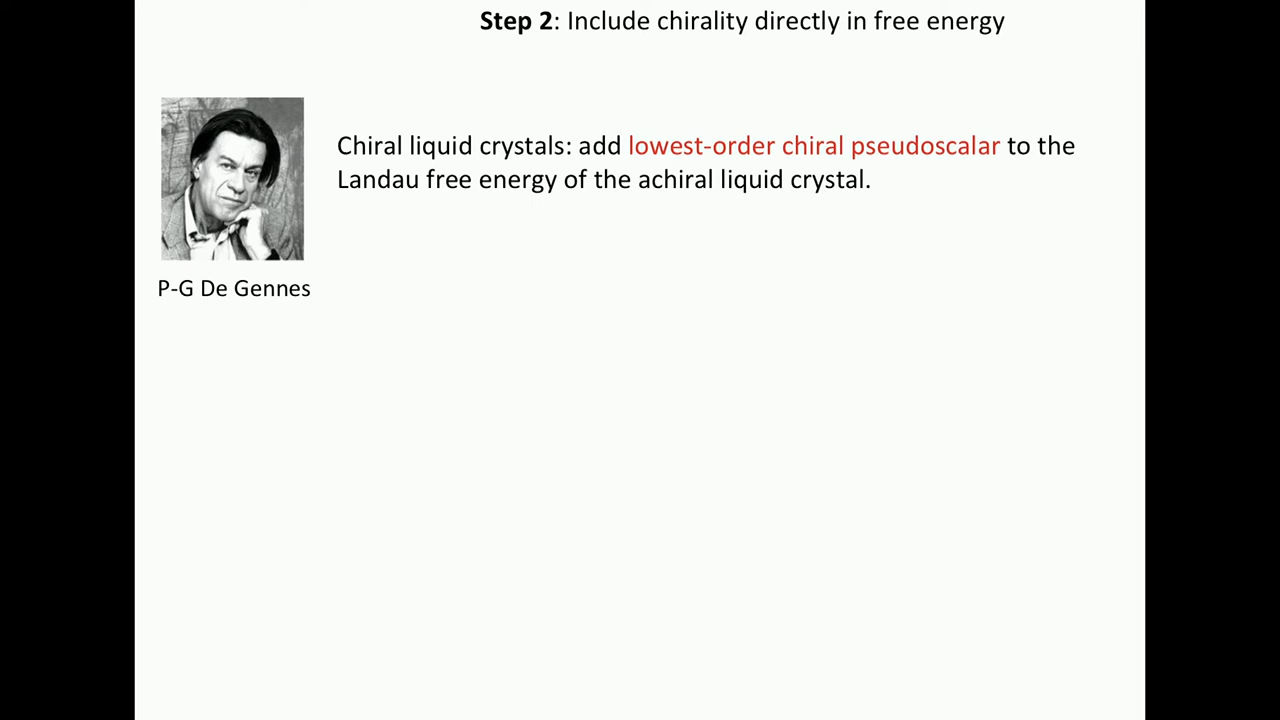 Step 2: Include chirality directly in free energy
Chiral liquid crystals: add lowest-order chiral pseudoscalar to the
Landau free energy of the achiral liquid crystal.
P-G De Gennes